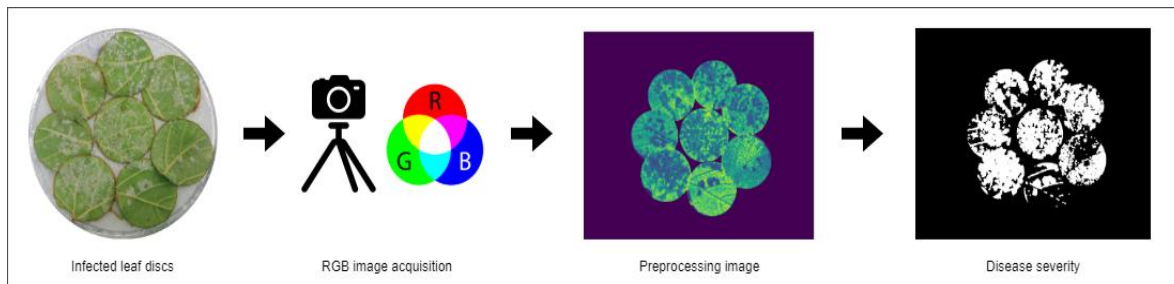 R
G
B
Infected leaf discs
RGB image acquisition
Preprocessing image
Disease severity